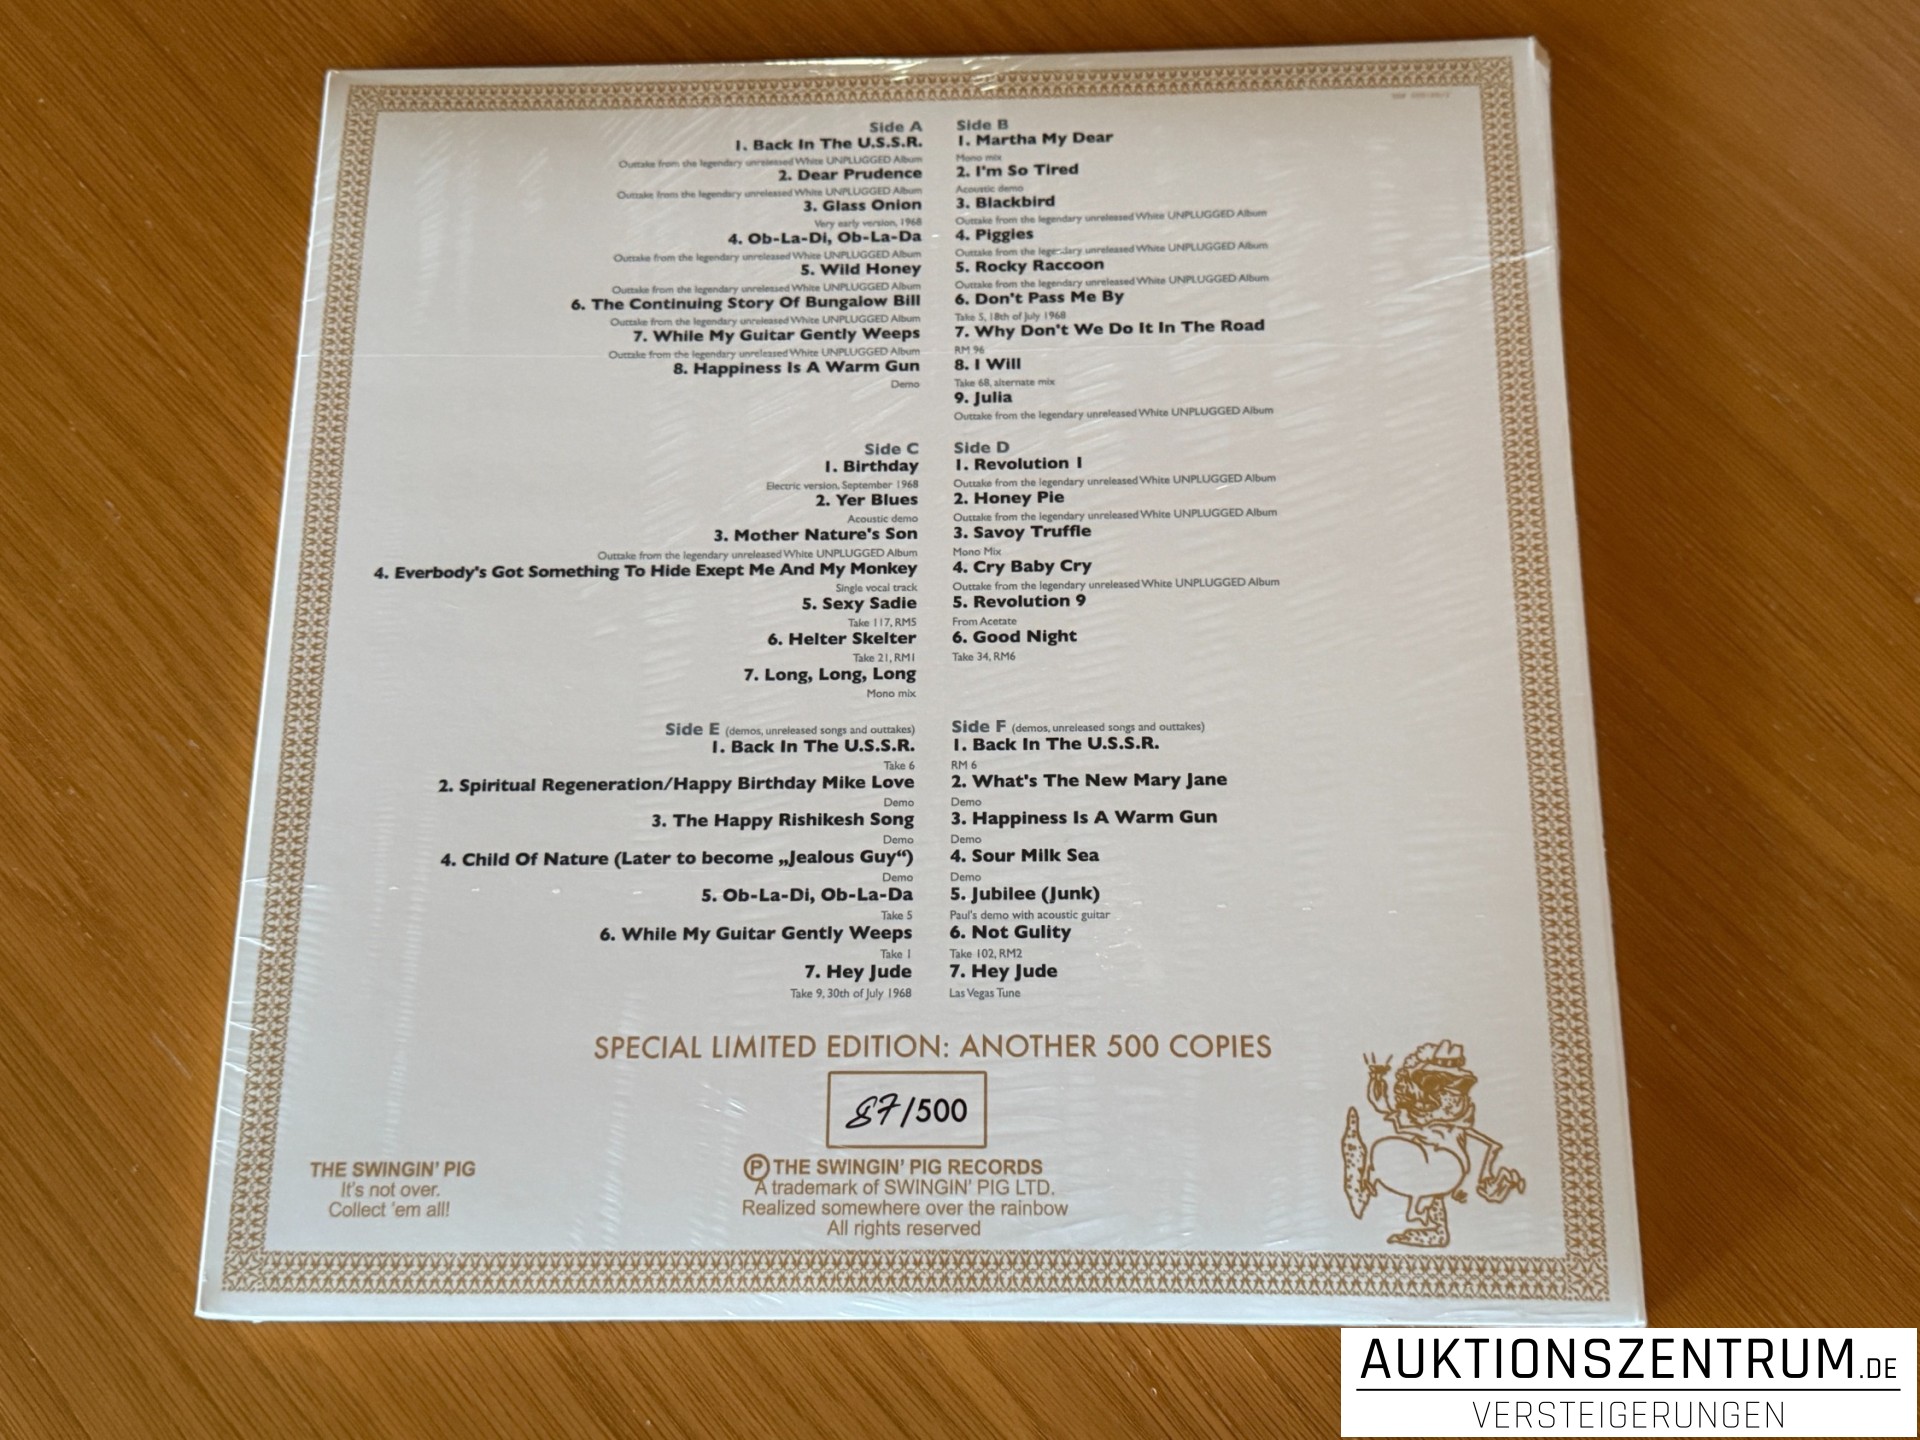 Side A
1. Back In The U.S.S.R.
Outtake from the legendary unreleased White UNPLUGGED Album
2. Dear Prudence
Outtake from the legendary unreleased White UNPLUGGED Album
3. Glass Onion
Very early version, 1968
4. Ob-La-Di, Ob-La-Da
Outtake from the legendary unreleased White UNPLUGGED Album
5. Wild Honey
Outtake from the legendary unreleased White UNPLUGGED Album
6. The Continuing Story Of Bungalow Bill
Outtake from the legendary unreleased White UNPLUGGED Album
7. While My Guitar Gently Weeps
Outtake from the legendary unreleased White UNPLUGGED Album
8. Happiness Is A Warm Gun
Demo
Side B
1. Martha My Dear
Mono mix
2. I'm So Tired
Acoustic demo
3. Blackbird
Outtake from the legendary unreleased White UNPLUGGED Album
4. Piggies
Outtake from the legendary unreleased White UNPLUGGED Album
5. Rocky Raccoon
Outtake from the legendary unreleased White UNPLUGGED Album
6. Don't Pass Me By
Take 5, 18th of July 1968
7. Why Don't We Do It In The Road
RM 96
8. I Will
Take 68, alternate mix
9. Julia
Outtake from the legendary unreleased White UNPLUGGED Album
Side C
1. Birthday
Electric version, September 1968
2. Yer Blues
Acoustic demo
3. Mother Nature's Son
Outtake from the legendary unreleased White UNPLUGGED Album
4. Everbody's Got Something To Hide Exept Me And My Monkey
Single vocal track
5. Sexy Sadie
Take 117, RM5
6. Helter Skelter
Take 21, RM1
7. Long, Long, Long
Mono mix
Side D
1. Revolution 1
Outtake from the legendary unreleased White UNPLUGGED Album
2. Honey Pie
Outtake from the legendary unreleased White UNPLUGGED Album
3. Savoy Truffle
Mono Mix
4. Cry Baby Cry
Outtake from the legendary unreleased White UNPLUGGED Album
5. Revolution 9
From Acetate
6. Good Night
Take 34, RM6
Side E (demos, unreleased songs and outtakes)
1. Back In The U.S.S.R.
Take 6
2. Spiritual Regeneration/Happy Birthday Mike Love
Demo
3. The Happy Rishikesh Song
Demo
4. Child Of Nature (Later to become „Jealous Guy“)
Demo
5. Ob-La-Di, Ob-La-Da
Take 5
6. While My Guitar Gently Weeps
Take 1
7. Hey Jude
Take 9, 30th of July 1968
Side F (demos, unreleased songs and outtakes)
1. Back In The U.S.S.R.
RM 6
2. What's The New Mary Jane
Demo
3. Happiness Is A Warm Gun
Demo
4. Sour Milk Sea
Demo
5. Jubilee (Junk)
Paul's demo with acoustic guitar
6. Not Gulity
Take 102, RM2
7. Hey Jude
Las Vegas Tune
SPECIAL LIMITED EDITION: ANOTHER 500 COPIES
87/500
THE SWINGIN' PIG
It's not over.
Collect 'em all!
Ⓟ THE SWINGIN' PIG RECORDS
A trademark of SWINGIN' PIG LTD.
Realized somewhere over the rainbow
All rights reserved
AUKTIONSZENTRUM.DE
VERSTEIGERUNGEN